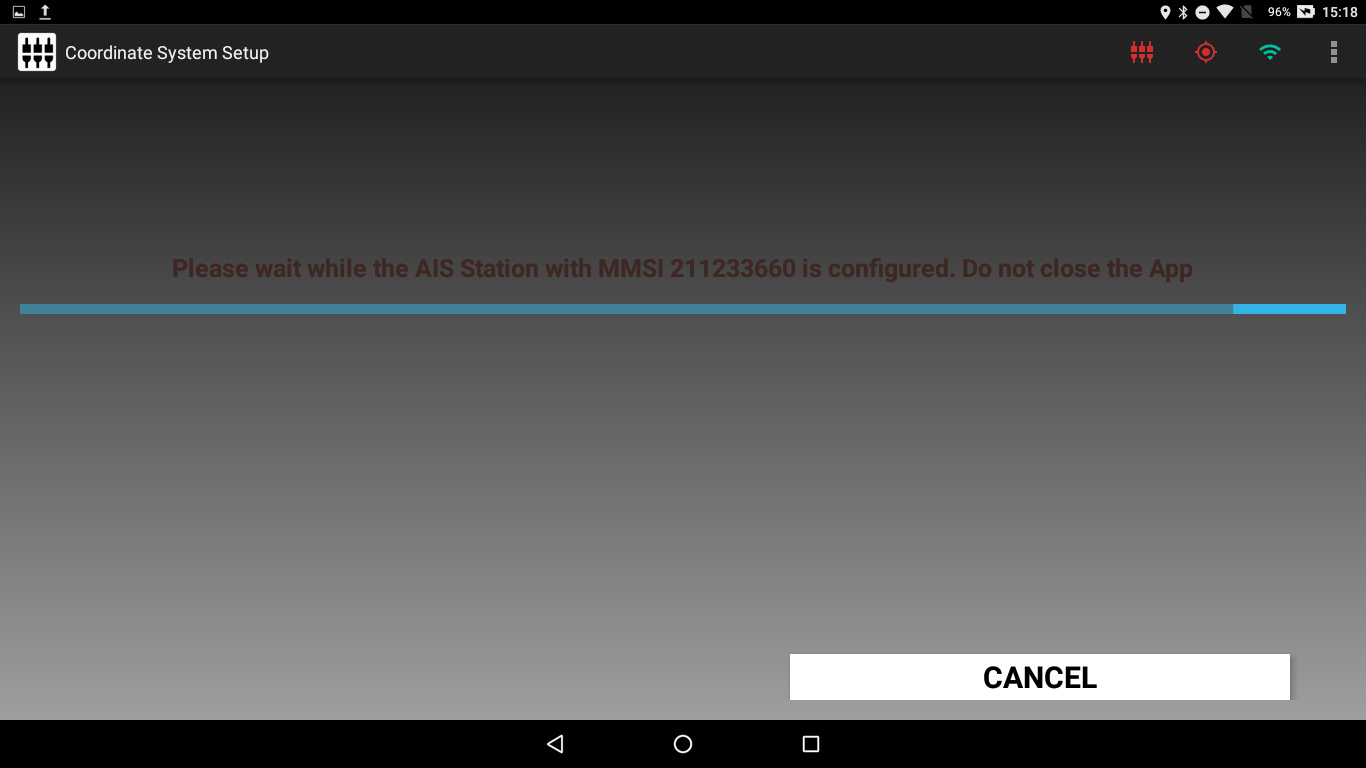 96% 15:18
Coordinate System Setup
Please wait while the AIS Station with MMSI 211233660 is configured. Do not close the App
CANCEL